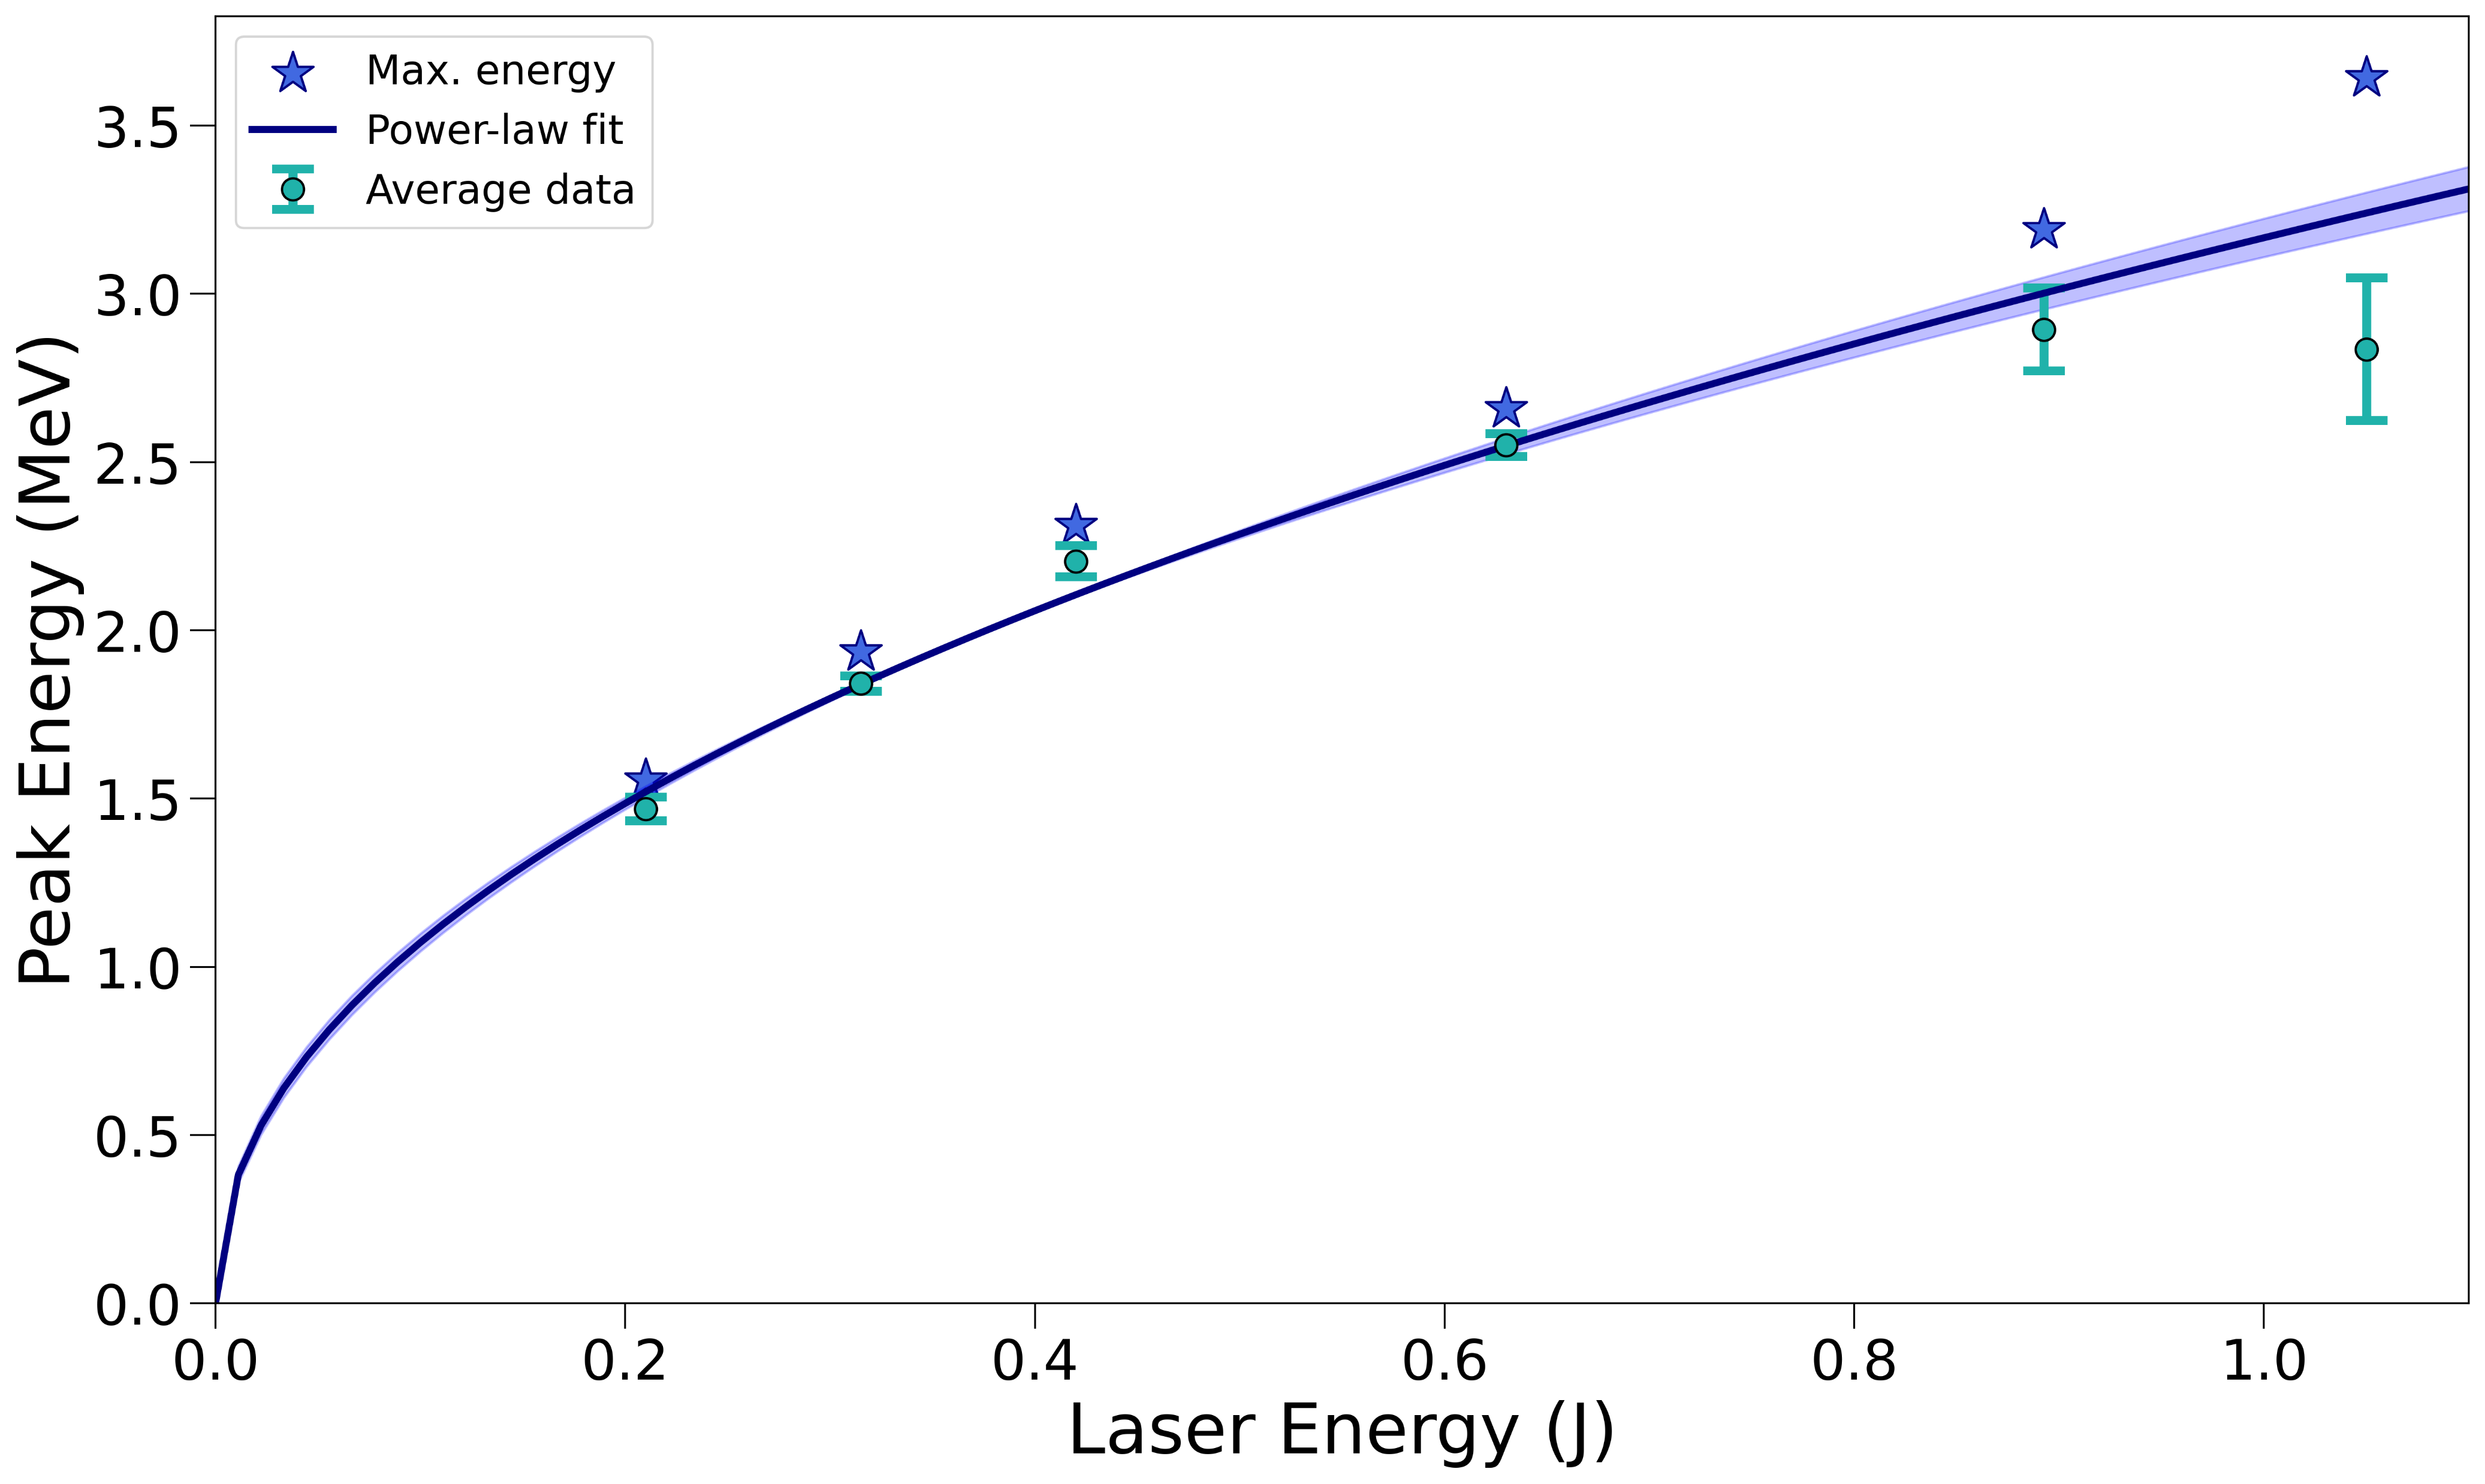 Max. energy
Power-law fit
Average data
Peak Energy (MeV)
3.5
3.0
2.5
2.0
1.5
1.0
0.5
0.0
0.0 0.2 0.4 0.6 0.8 1.0
Laser Energy (J)